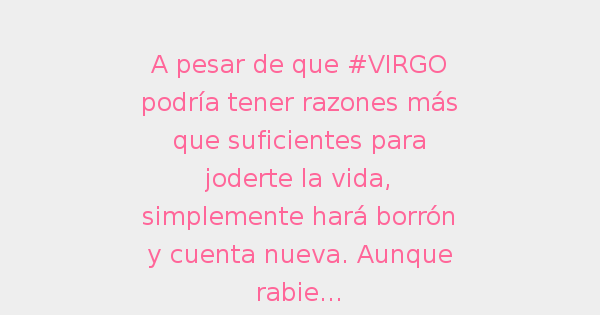 A pesar de que #VIRGO
podría tener razones más
que suficientes para
joderte la vida,
simplemente hará borrón
y cuenta nueva. Aunque
rabie...